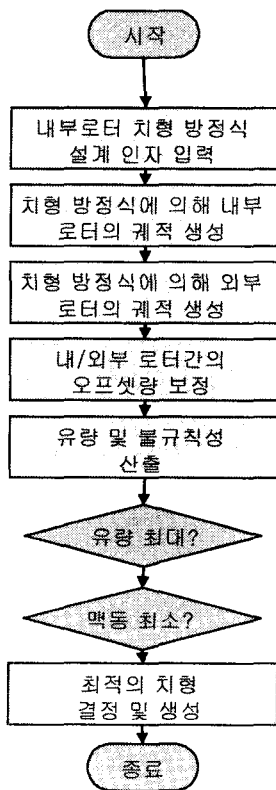 시작
내부로터 치형 방정식
설계 인자 입력
치형 방정식에 의해 내부
로터의 궤적 생성
치형 방정식에 의해 외부
로터의 궤적 생성
내/외부 로터간의
오프셋량 보정
유량 및 불규칙성
산출
유량 최대?
맥동 최소?
최적의 치형
결정 및 생성
종료